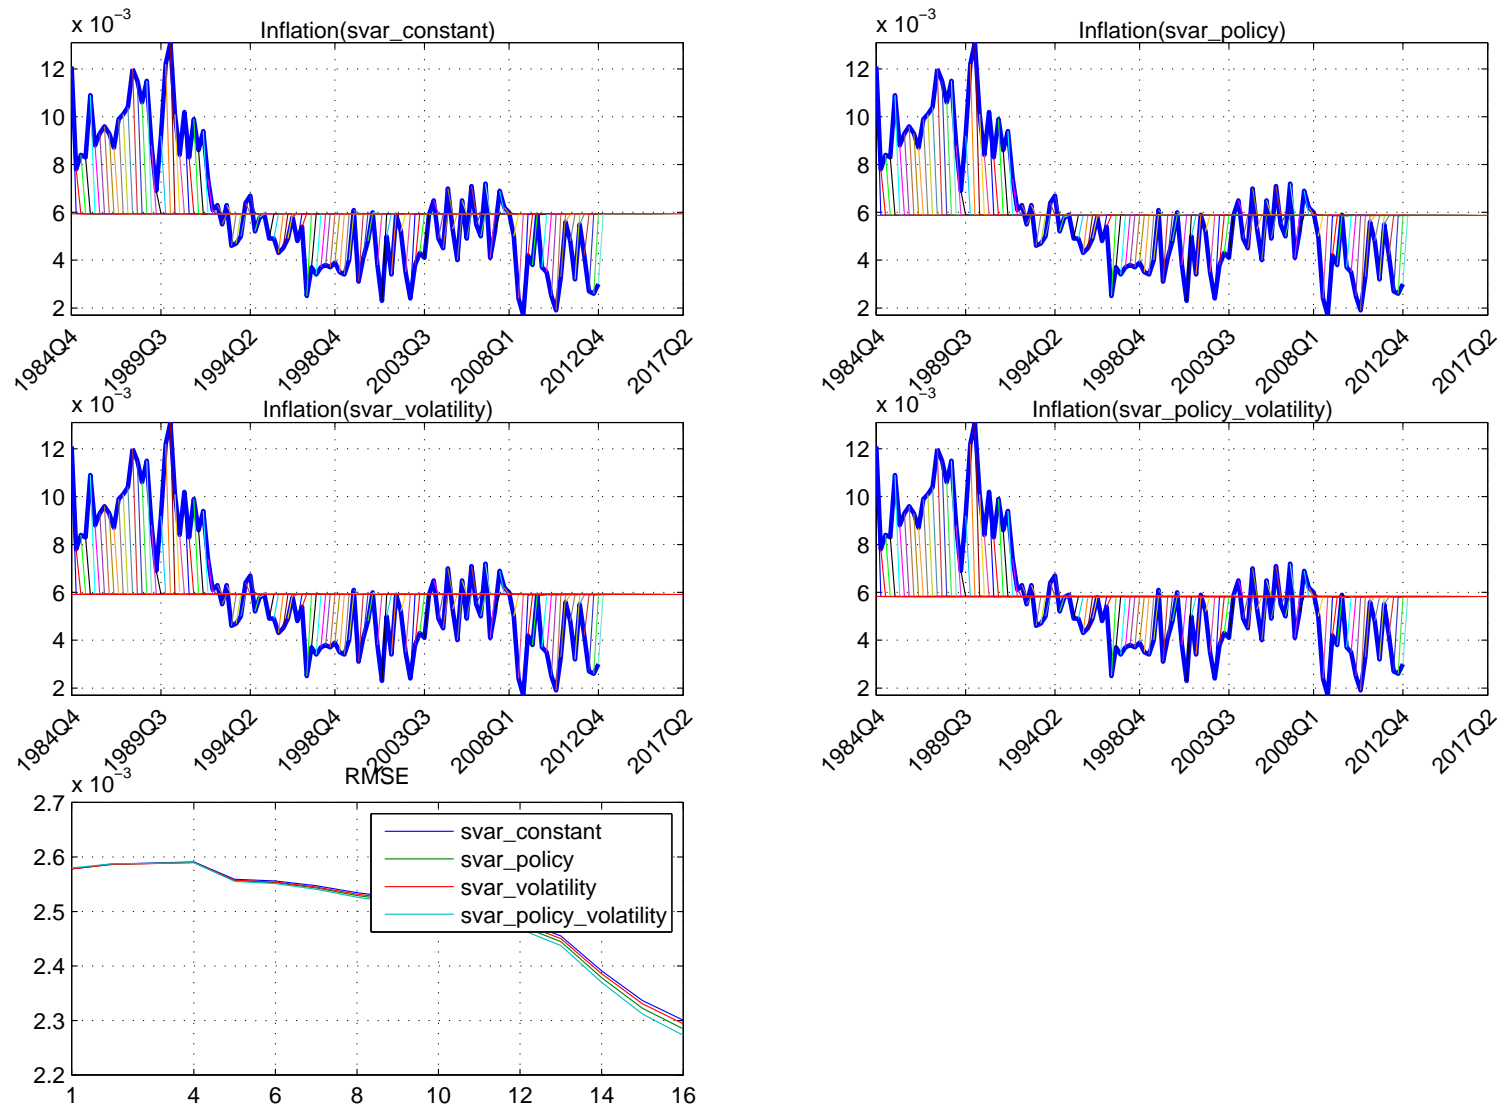 x 10⁻³
Inflation(svar_constant)
12
10
8
6
4
2
1984Q4 1989Q3 1994Q2 1998Q4 2003Q3 2008Q1 2012Q4 2017Q2
x 10⁻³
Inflation(svar_policy)
12
10
8
6
4
2
1984Q4 1989Q3 1994Q2 1998Q4 2003Q3 2008Q1 2012Q4 2017Q2
x 10⁻³
Inflation(svar_volatility)
12
10
8
6
4
2
1984Q4 1989Q3 1994Q2 1998Q4 2003Q3 2008Q1 2012Q4 2017Q2
x 10⁻³
Inflation(svar_policy_volatility)
12
10
8
6
4
2
1984Q4 1989Q3 1994Q2 1998Q4 2003Q3 2008Q1 2012Q4 2017Q2
x 10⁻³
RMSE
2.7
2.6
2.5
2.4
2.3
2.2
svar_constant
svar_policy
svar_volatility
svar_policy_volatility
1 4 6 8 10 12 14 16